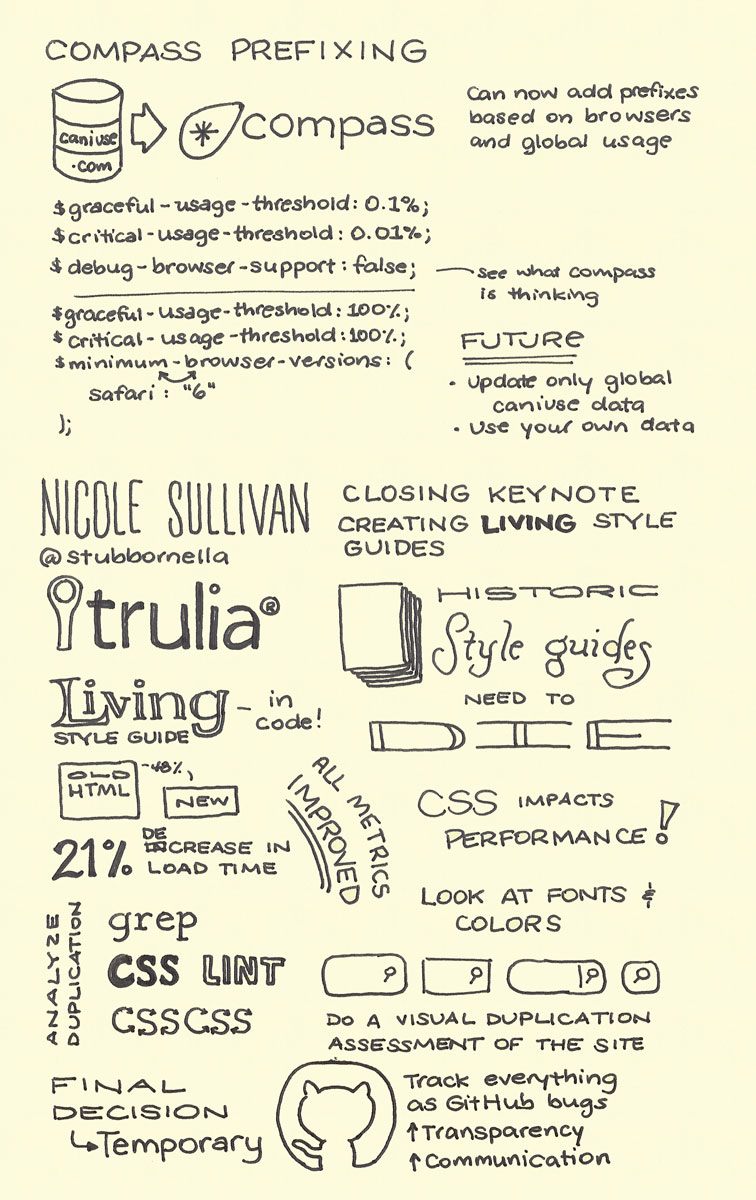 COMPASS PREFIXING
caniuse
.com
compass
Can now add prefixes
based on browsers
and global usage
$graceful-usage-threshold: 0.1%;
$critical-usage-threshold: 0.01%;
$debug-browser-support: false;
see what compass
is thinking
$graceful-usage-threshold: 100%;
$critical-usage-threshold: 100%;
$minimum-browser-versions: (
safari: "6"
);
FUTURE
• Update only global
caniuse data
• Use your own data
NICOLE SULLIVAN
@stubbornella
CLOSING KEYNOTE
CREATING LIVING STYLE
GUIDES
trulia®
HISTORIC
Style guides
NEED TO
DIE
Living
STYLE GUIDE
- in
code!
OLD
HTML
-48%,
NEW
21% DECREASE IN
LOAD TIME
ALL METRICS
IMPROVED
CSS IMPACTS
PERFORMANCE!
LOOK AT FONTS &
COLORS
ANALYZE
DUPLICATION
grep
CSS LINT
CSSCSS
DO A VISUAL DUPLICATION
ASSESSMENT OF THE SITE
FINAL
DECISION
↳Temporary
Track everything
as GitHub bugs
↑Transparency
↑Communication